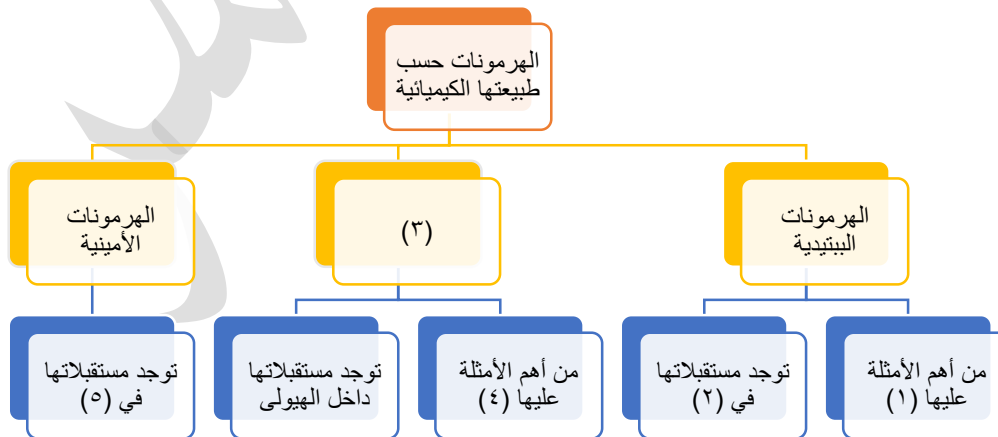 الهرمونات حسب
طبيعتها الكيميائية
الهرمونات
الببتيدية
(٣)
الهرمونات
الأمينية
من أهم الأمثلة
عليها (١)
توجد مستقبلاتها
في (٢)
من أهم الأمثلة
عليها (٤)
توجد مستقبلاتها
داخل الهيولى
توجد مستقبلاتها
في (٥)